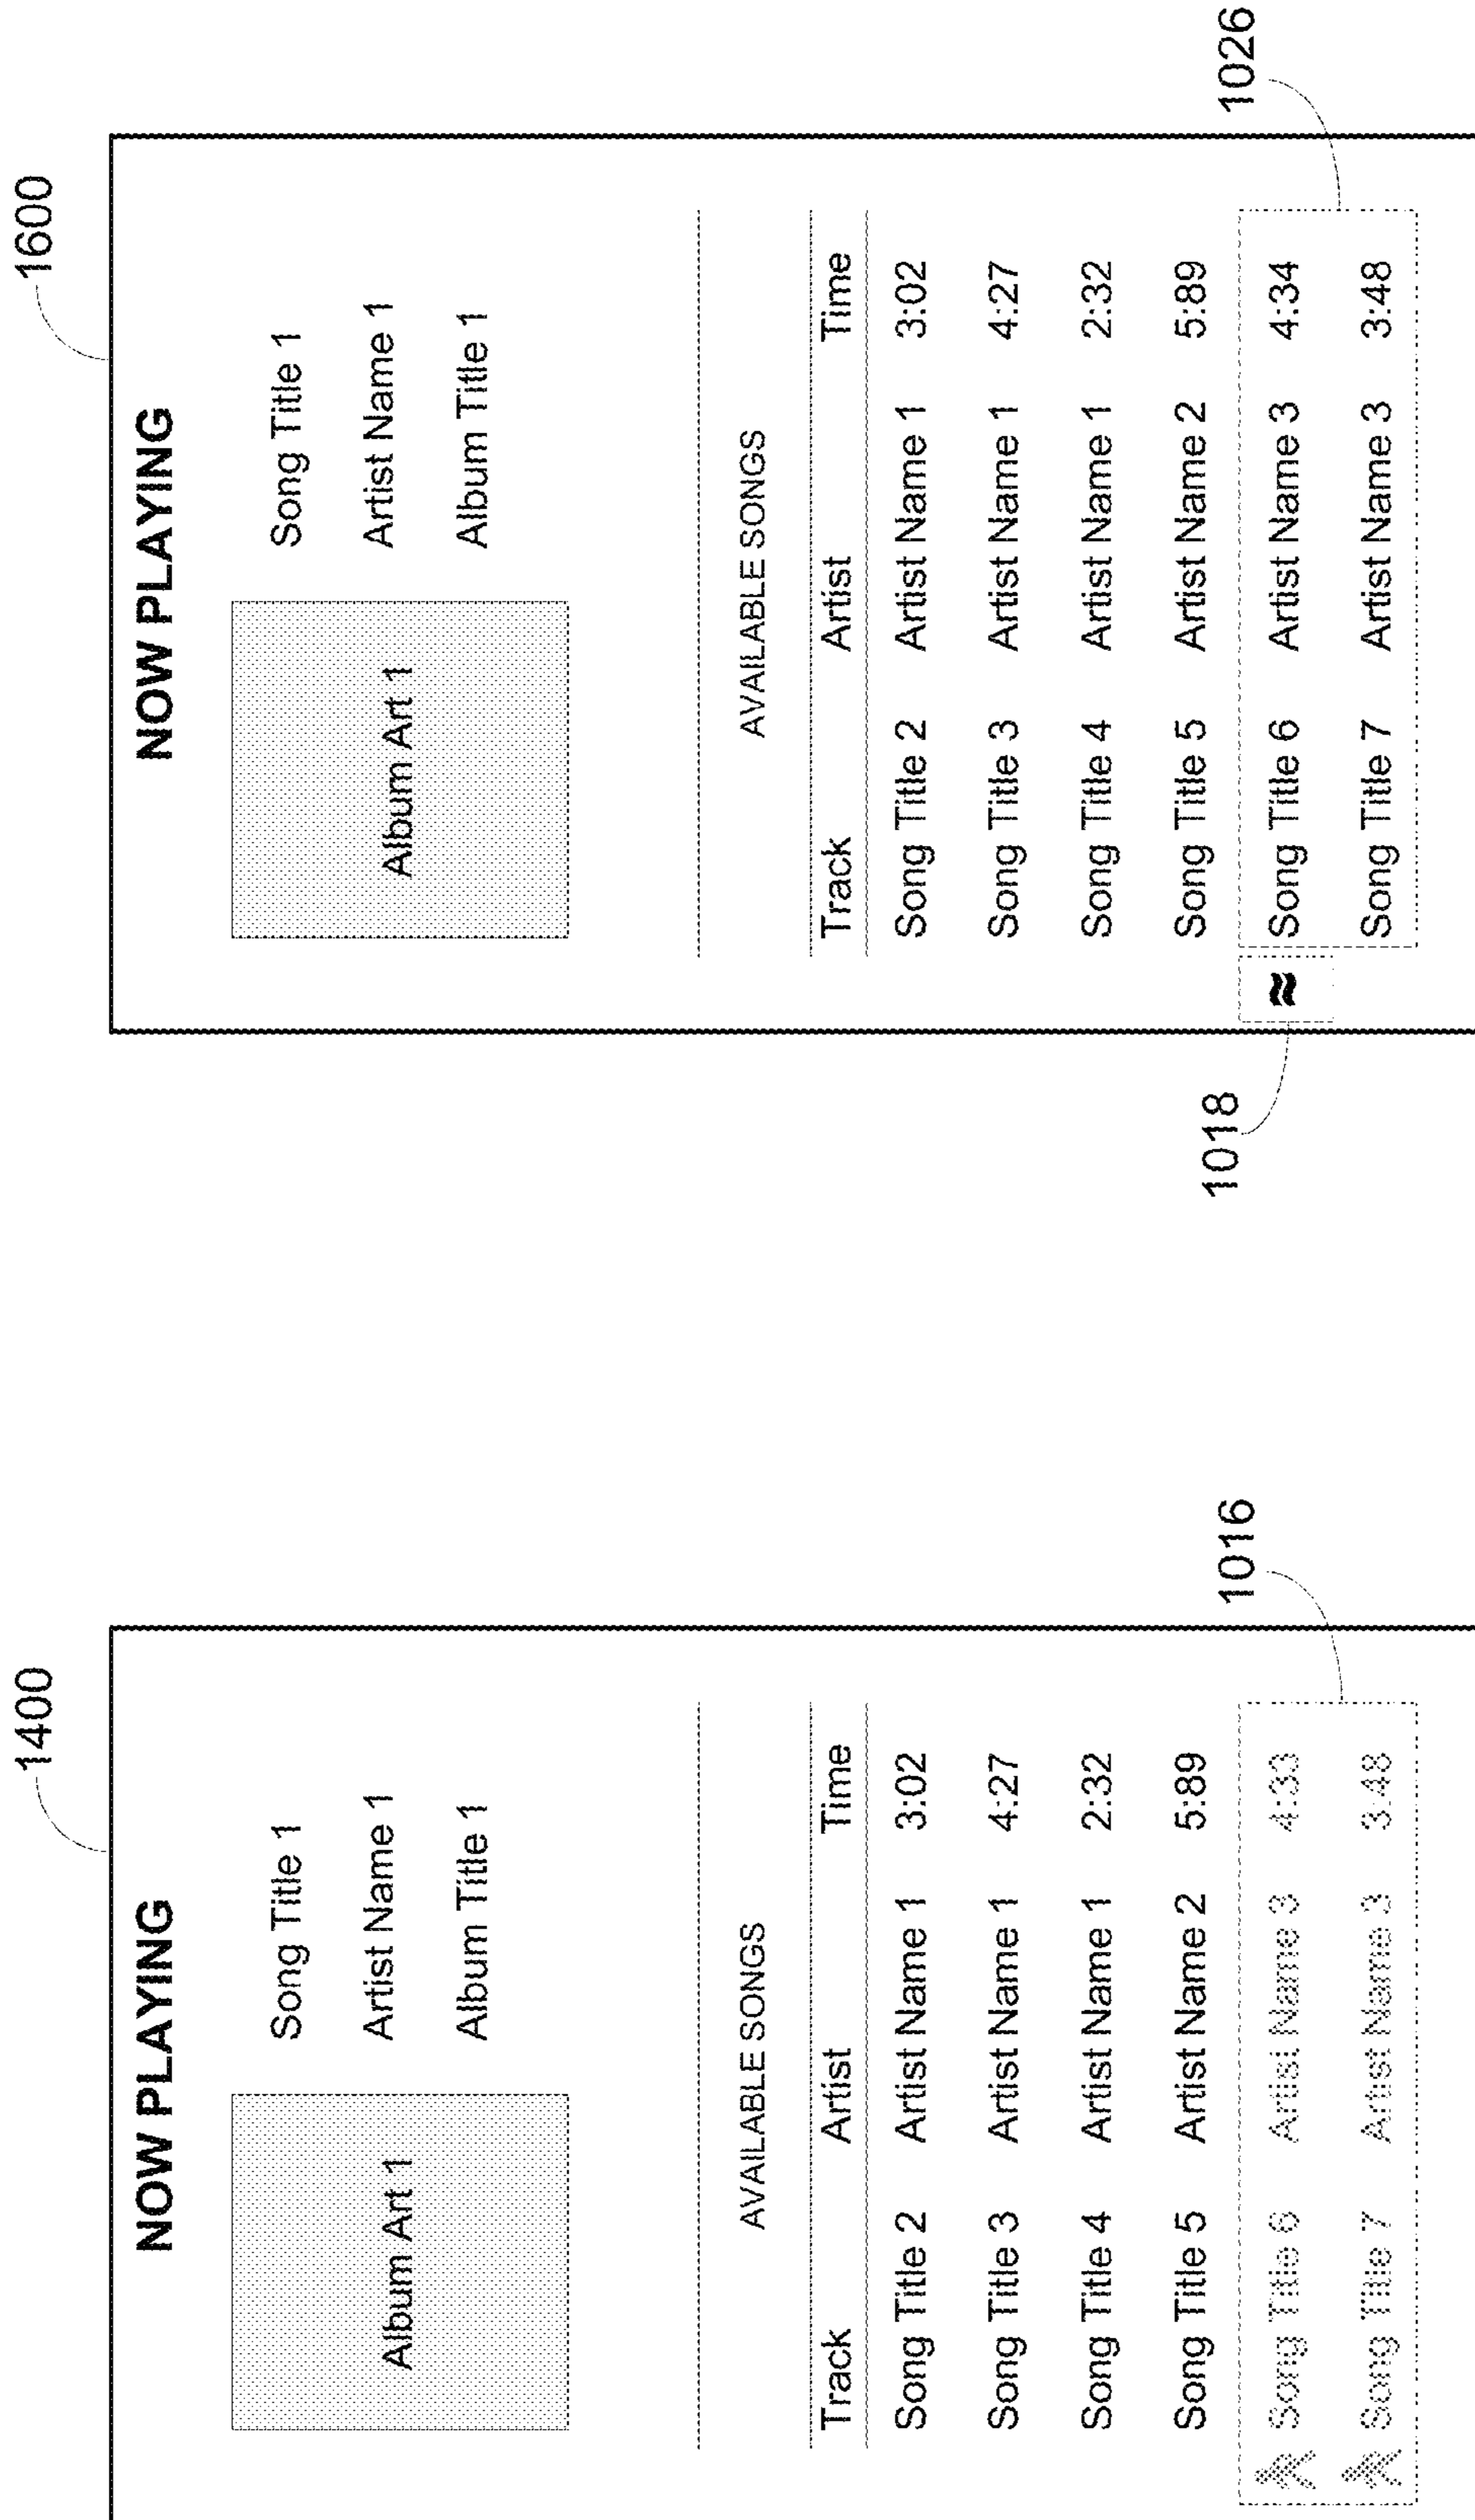 1400
NOW PLAYING
Album Art 1
Song Title 1
Artist Name 1
Album Title 1
AVAILABLE SONGS
Track Artist Time
Song Title 2 Artist Name 1 3:02
Song Title 3 Artist Name 1 4:27
Song Title 4 Artist Name 1 2:32
Song Title 5 Artist Name 2 5:89
Song Title 6 Artist Name 3 4:33
Song Title 7 Artist Name 3 3:48
1016
1600
NOW PLAYING
Album Art 1
Song Title 1
Artist Name 1
Album Title 1
AVAILABLE SONGS
Track Artist Time
Song Title 2 Artist Name 1 3:02
Song Title 3 Artist Name 1 4:27
Song Title 4 Artist Name 1 2:32
Song Title 5 Artist Name 2 5:89
≈ Song Title 6 Artist Name 3 4:34
Song Title 7 Artist Name 3 3:48
1018
1026